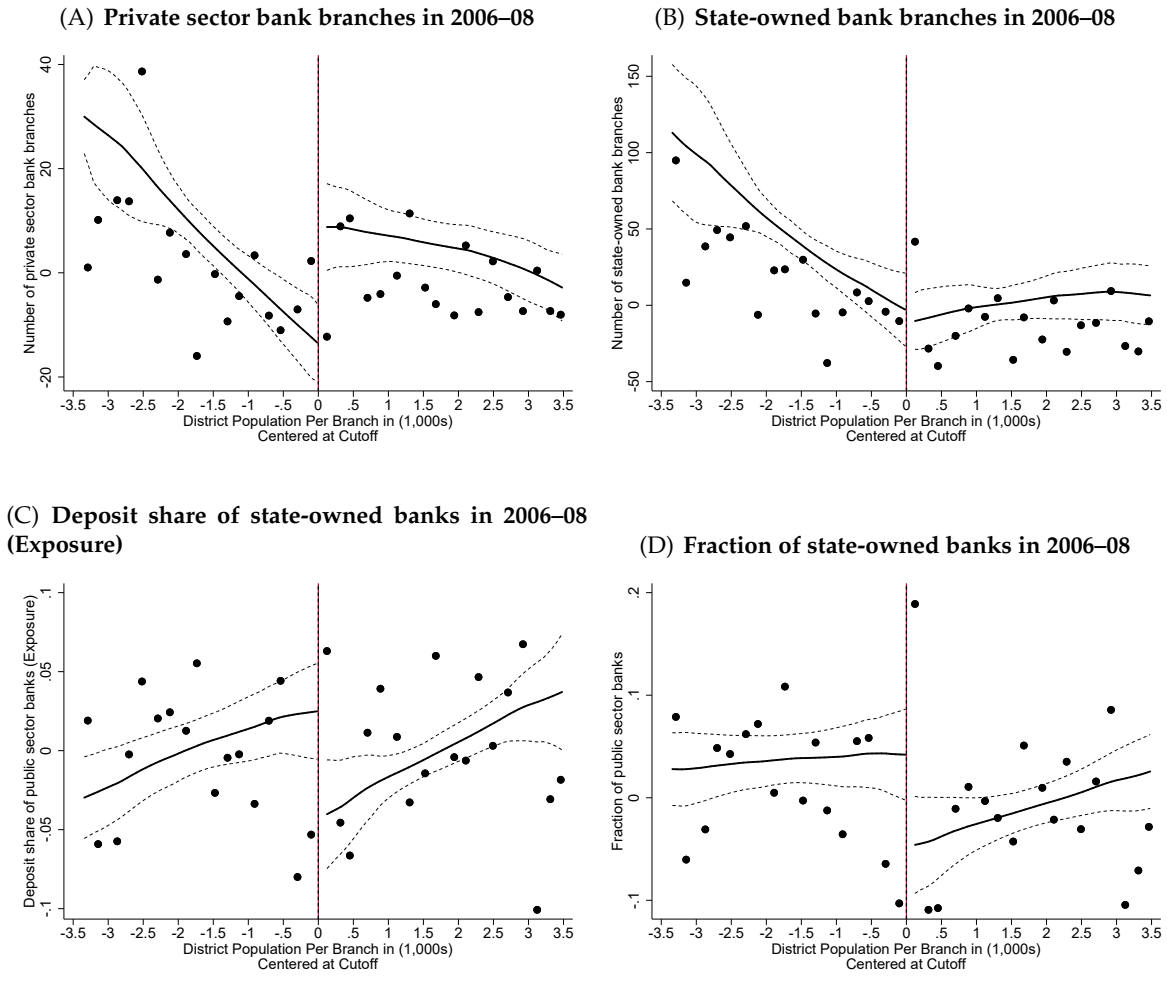 (A) Private sector bank branches in 2006–08
Number of private sector bank branches
40
20
0
-20
-3.5 -3 -2.5 -2 -1.5 -1 -.5 0 .5 1 1.5 2 2.5 3 3.5
District Population Per Branch in (1,000s)
Centered at Cutoff
(B) State-owned bank branches in 2006–08
Number of state-owned bank branches
150
100
50
0
-50
-3.5 -3 -2.5 -2 -1.5 -1 -.5 0 .5 1 1.5 2 2.5 3 3.5
District Population Per Branch in (1,000s)
Centered at Cutoff
(C) Deposit share of state-owned banks in 2006–08
(Exposure)
Deposit share of public sector banks (Exposure)
.1
.05
0
-.05
-.1
-3.5 -3 -2.5 -2 -1.5 -1 -.5 0 .5 1 1.5 2 2.5 3 3.5
District Population Per Branch in (1,000s)
Centered at Cutoff
(D) Fraction of state-owned banks in 2006–08
Fraction of public sector banks
.2
.1
0
-.1
-3.5 -3 -2.5 -2 -1.5 -1 -.5 0 .5 1 1.5 2 2.5 3 3.5
District Population Per Branch in (1,000s)
Centered at Cutoff